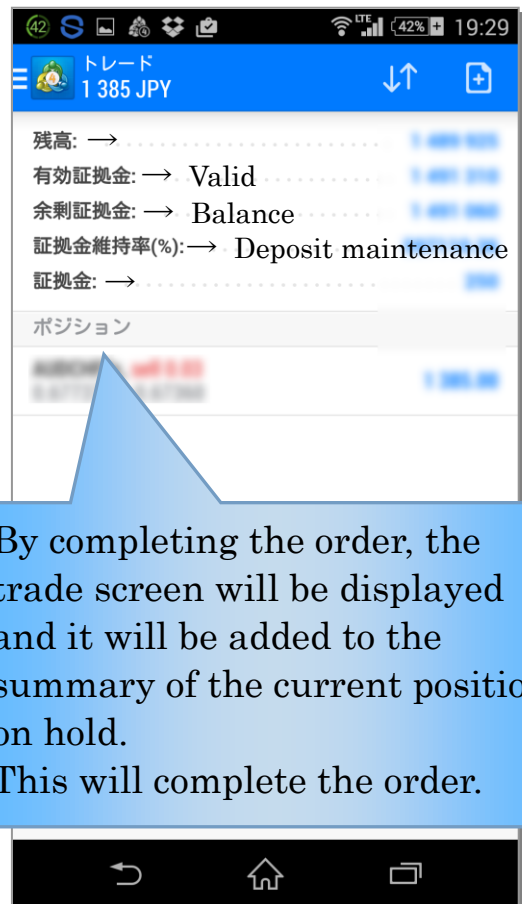 42 42% 19:29
トレード
1 385 JPY
残高: →
有効証拠金: → Valid
余剰証拠金: → Balance
証拠金維持率(%): → Deposit maintenance
証拠金: →
ポジション
By completing the order, the
trade screen will be displayed
and it will be added to the
summary of the current positio
on hold.
This will complete the order.